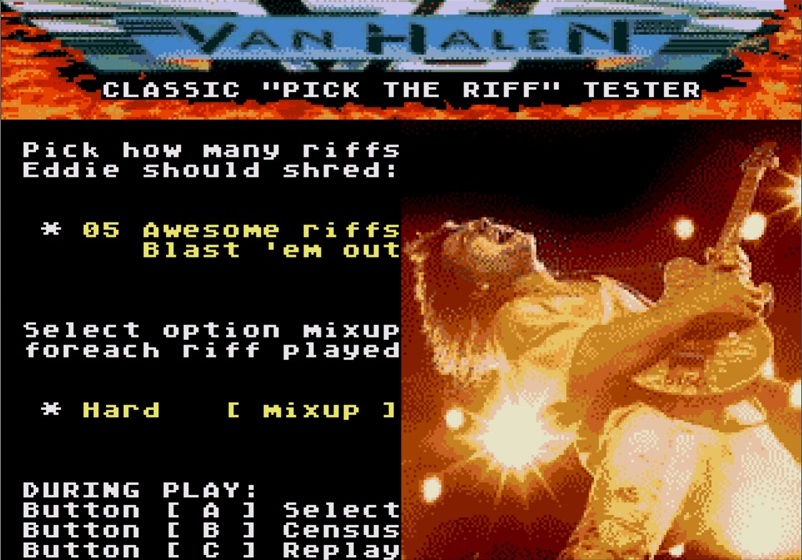 VAN HALEN
CLASSIC "PICK THE RIFF" TESTER
Pick how many riffs
Eddie should shred:
* 05 Awesome riffs
Blast 'em out
Select option mixup
foreach riff played
* Hard [ mixup ]
DURING PLAY:
Button [ A ] Select
Button [ B ] Census
Button [ C ] Replay